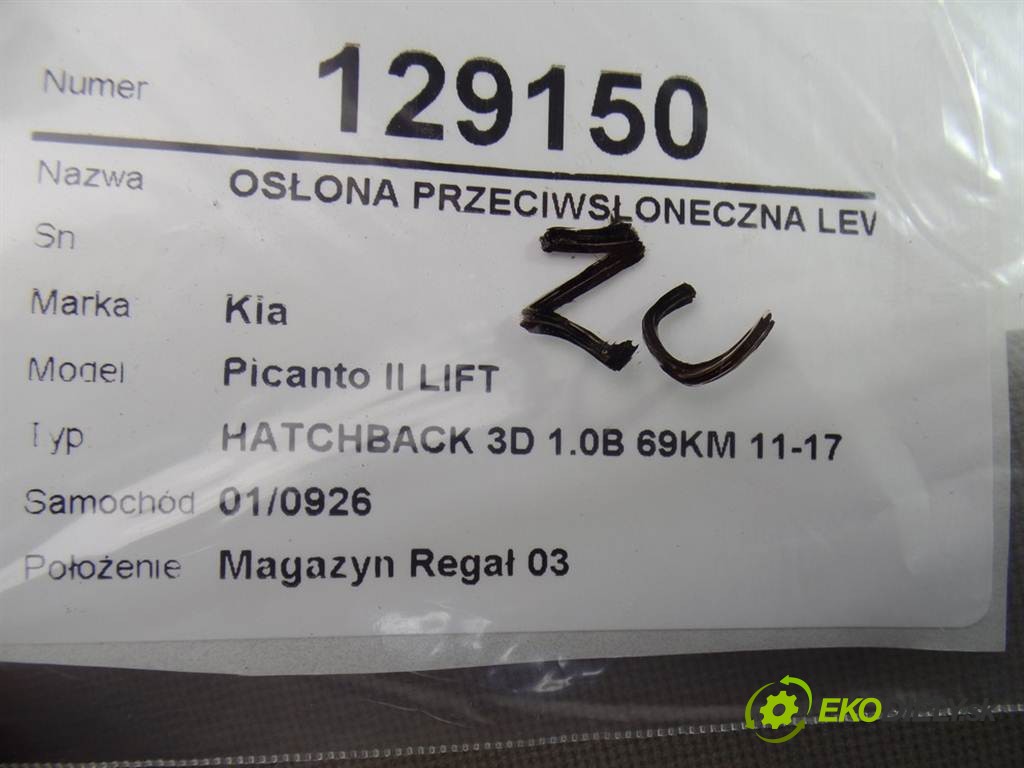 Numer 129150
Nazwa OSŁONA PRZECIWSŁONECZNA LEW
Sn
Marka Kia
Model Picanto II LIFT
Typ HATCHBACK 3D 1.0B 69KM 11-17
Samochód 01/0926
Położenie Magazyn Regał 03
ZC
EKO